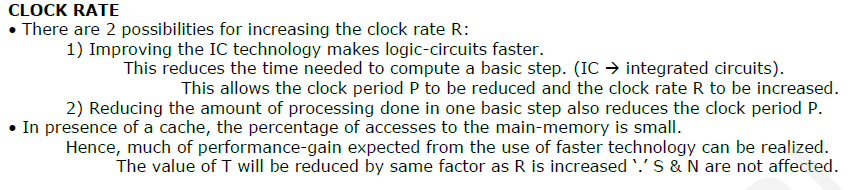 CLOCK RATE
• There are 2 possibilities for increasing the clock rate R:
1) Improving the IC technology makes logic-circuits faster.
This reduces the time needed to compute a basic step. (IC → integrated circuits).
This allows the clock period P to be reduced and the clock rate R to be increased.
2) Reducing the amount of processing done in one basic step also reduces the clock period P.
• In presence of a cache, the percentage of accesses to the main-memory is small.
Hence, much of performance-gain expected from the use of faster technology can be realized.
The value of T will be reduced by same factor as R is increased ‘.’ S & N are not affected.